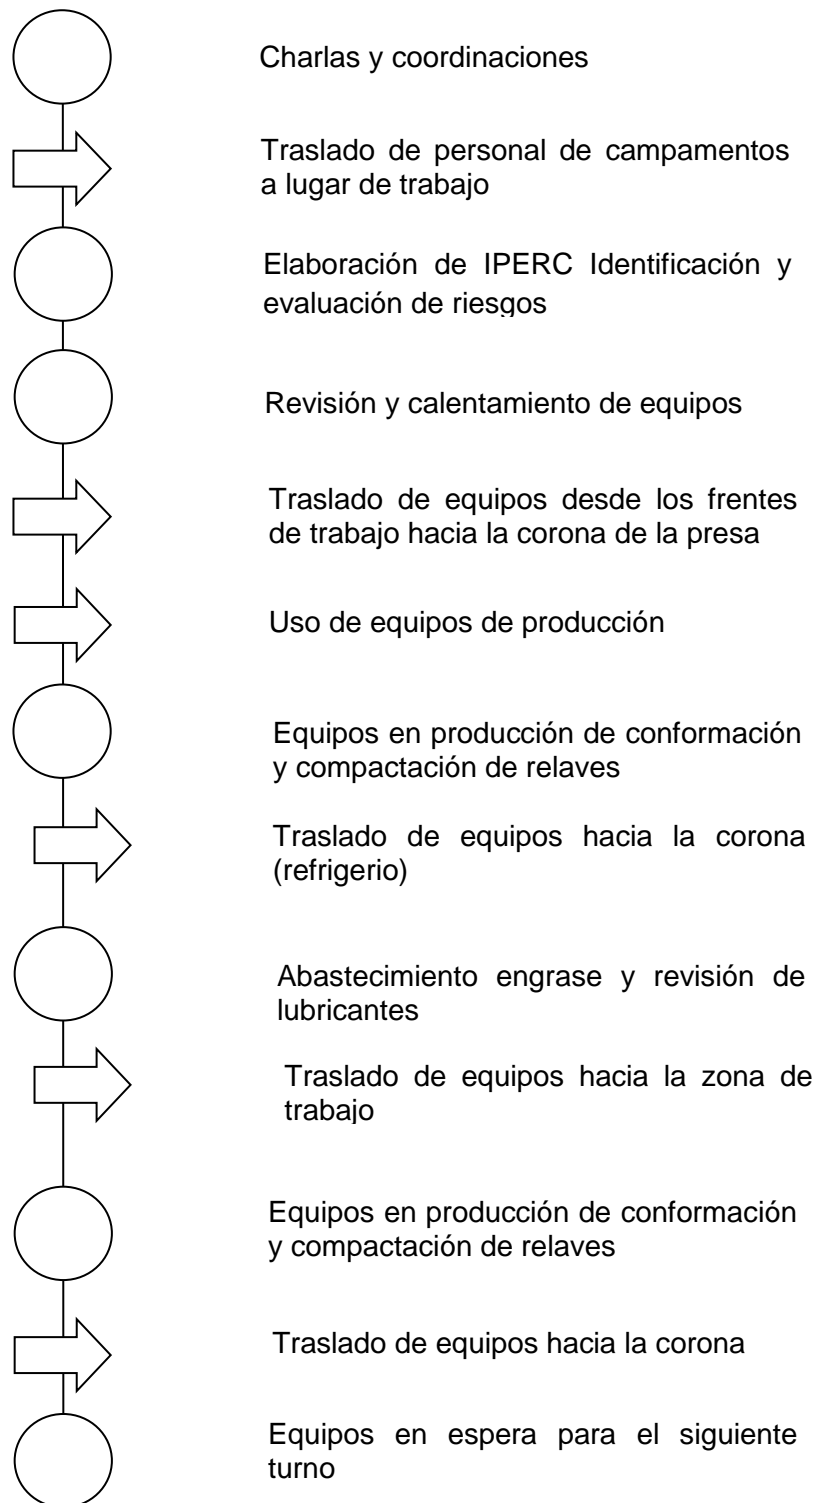 Charlas y coordinaciones
Traslado de personal de campamentos
a lugar de trabajo
Elaboración de IPERC Identificación y
evaluación de riesgos
Revisión y calentamiento de equipos
Traslado de equipos desde los frentes
de trabajo hacia la corona de la presa
Uso de equipos de producción
Equipos en producción de conformación
y compactación de relaves
Traslado de equipos hacia la corona
(refrigerio)
Abastecimiento engrase y revisión de
lubricantes
Traslado de equipos hacia la zona de
trabajo
Equipos en producción de conformación
y compactación de relaves
Traslado de equipos hacia la corona
Equipos en espera para el siguiente
turno